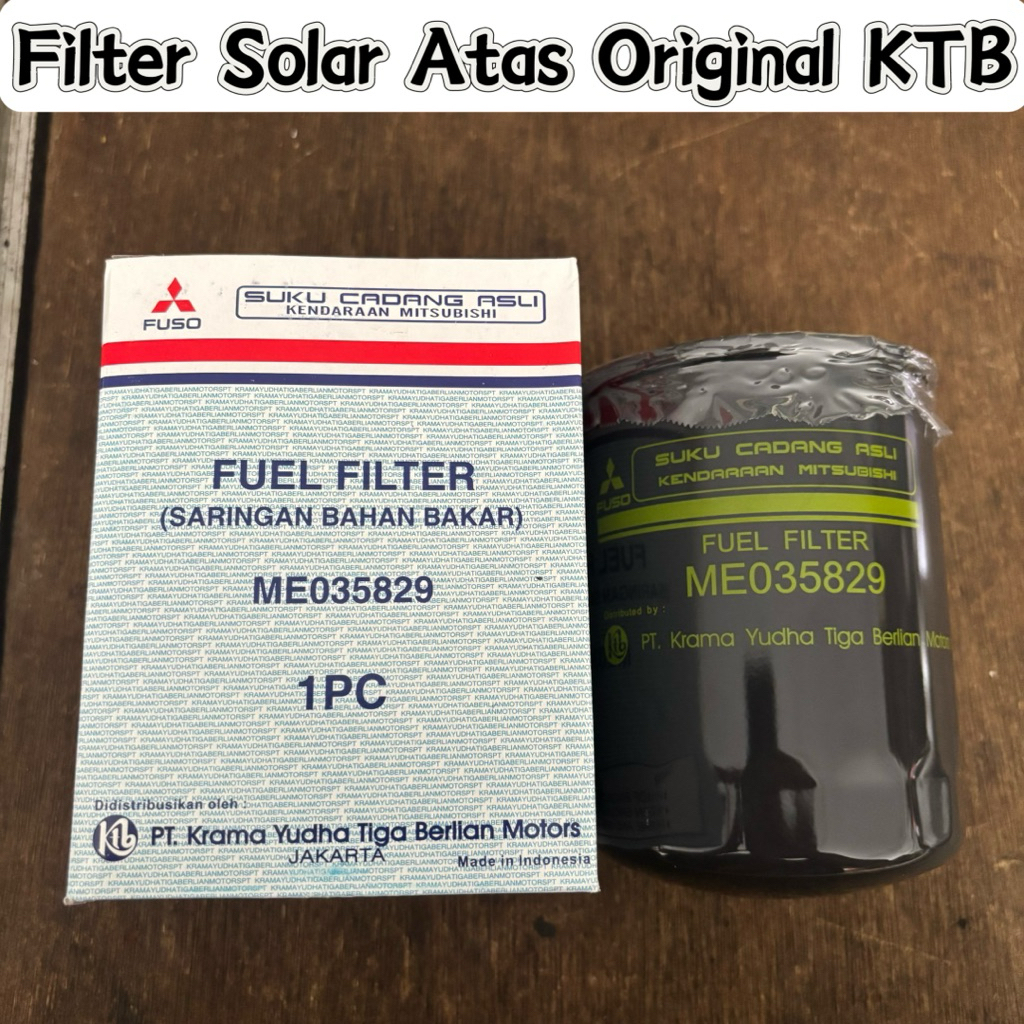 Filter Solar Atas Original KTB
FUSO
SUKU CADANG ASLI
KENDARAAN MITSUBISHI
FUEL FILTER
(SARINGAN BAHAN BAKAR)
ME035829
1PC
Didistribusikan oleh :
PT. Krama Yudha Tiga Berlian Motors
JAKARTA
Made in Indonesia
FUSO
SUKU CADANG ASLI
KENDARAAN MITSUBISHI
FUEL FILTER
ME035829
Distributed by :
PT. Krama Yudha Tiga Berlian Motors